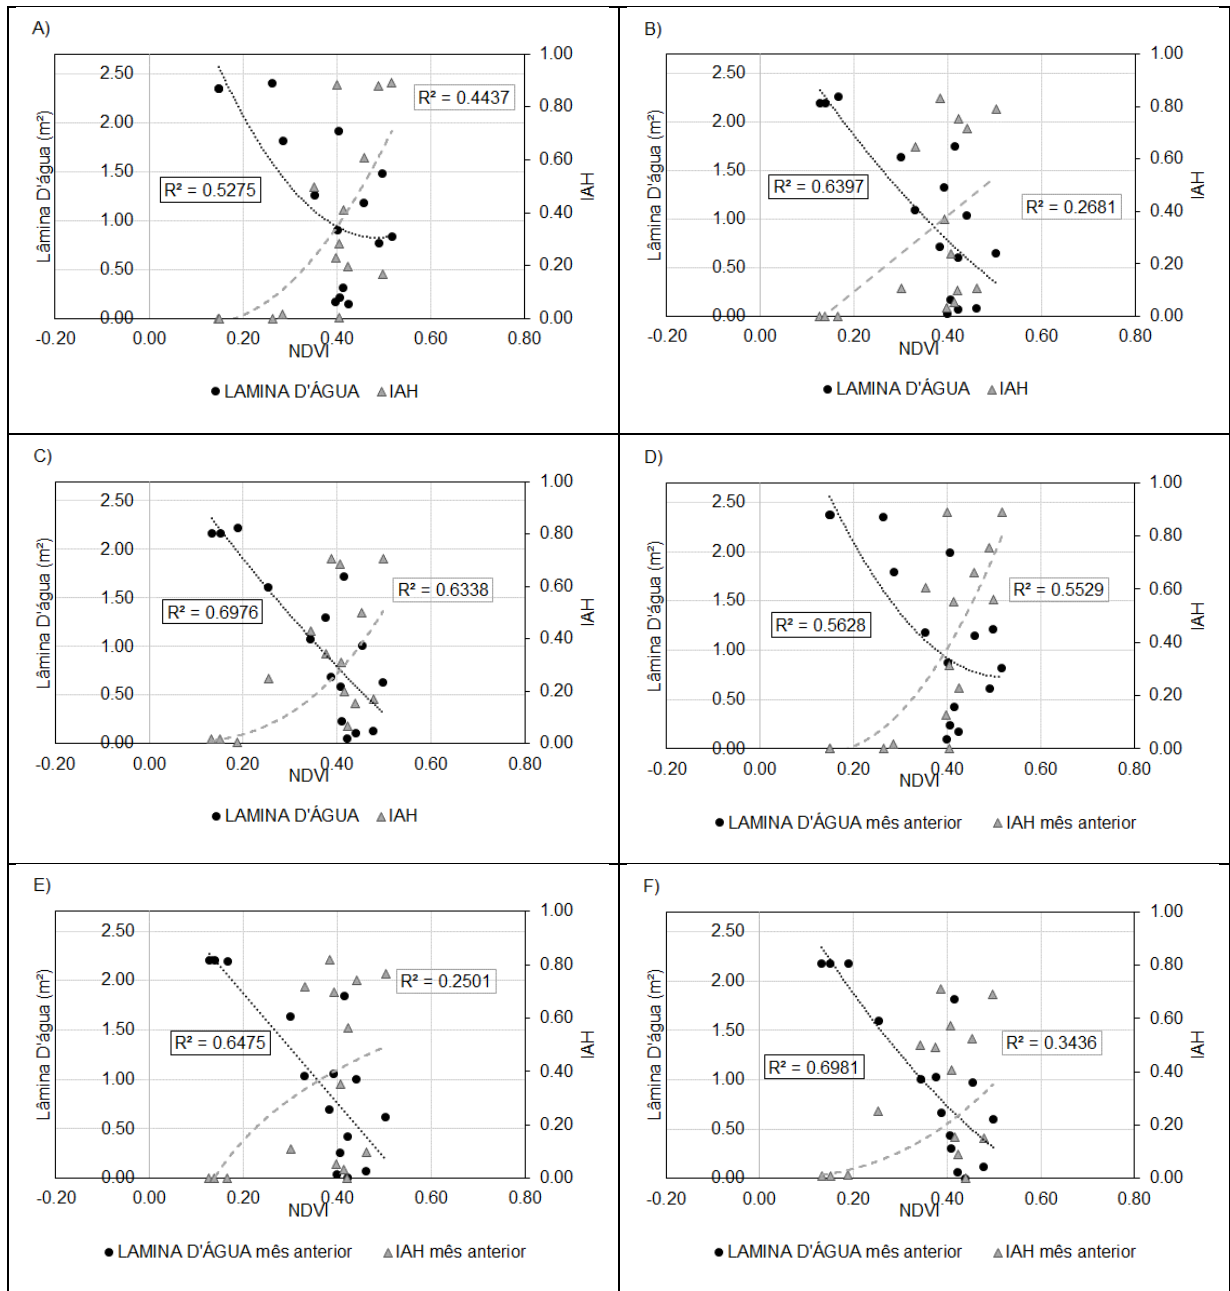 A)
2.50
2.00
1.50
1.00
0.50
0.00
1.00
0.80
0.60
0.40
0.20
0.00
R² = 0.4437
R² = 0.5275
Lâmina D'água (m²)
IAH
-0.20 0.00 0.20 0.40 0.60 0.80
NDVI
LAMINA D'ÁGUA IAH
B)
2.50
2.00
1.50
1.00
0.50
0.00
1.00
0.80
0.60
0.40
0.20
0.00
R² = 0.6397
R² = 0.2681
Lâmina D'água (m²)
IAH
-0.20 0.00 0.20 0.40 0.60 0.80
NDVI
LAMINA D'ÁGUA IAH
C)
2.50
2.00
1.50
1.00
0.50
0.00
1.00
0.80
0.60
0.40
0.20
0.00
R² = 0.6976
R² = 0.6338
Lâmina D'água (m²)
IAH
-0.20 0.00 0.20 0.40 0.60 0.80
NDVI
LAMINA D'ÁGUA IAH
D)
2.50
2.00
1.50
1.00
0.50
0.00
1.00
0.80
0.60
0.40
0.20
0.00
R² = 0.5529
R² = 0.5628
Lâmina D'água (m²)
IAH
-0.20 0.00 0.20 0.40 0.60 0.80
NDVI
LAMINA D'ÁGUA mês anterior IAH mês anterior
E)
2.50
2.00
1.50
1.00
0.50
0.00
1.00
0.80
0.60
0.40
0.20
0.00
R² = 0.2501
R² = 0.6475
Lâmina D'água (m²)
IAH
-0.20 0.00 0.20 0.40 0.60 0.80
NDVI
LAMINA D'ÁGUA mês anterior IAH mês anterior
F)
2.50
2.00
1.50
1.00
0.50
0.00
1.00
0.80
0.60
0.40
0.20
0.00
R² = 0.3436
R² = 0.6981
Lâmina D'água (m²)
IAH
-0.20 0.00 0.20 0.40 0.60 0.80
NDVI
LAMINA D'ÁGUA mês anterior IAH mês anterior